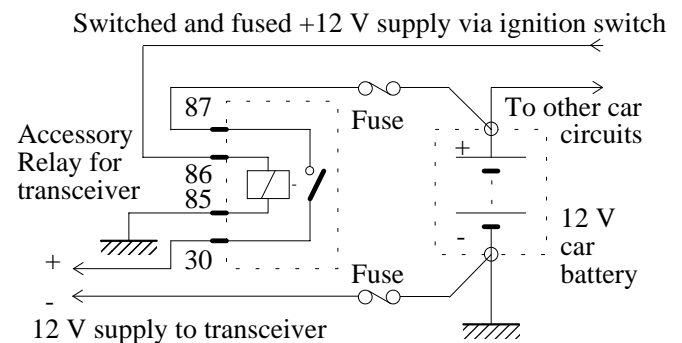 Switched and fused +12 V supply via ignition switch
87
Fuse
To other car
circuits
Accessory
Relay for
transceiver
86
85
+
-
12 V
car
battery
30
+
-
Fuse
12 V supply to transceiver